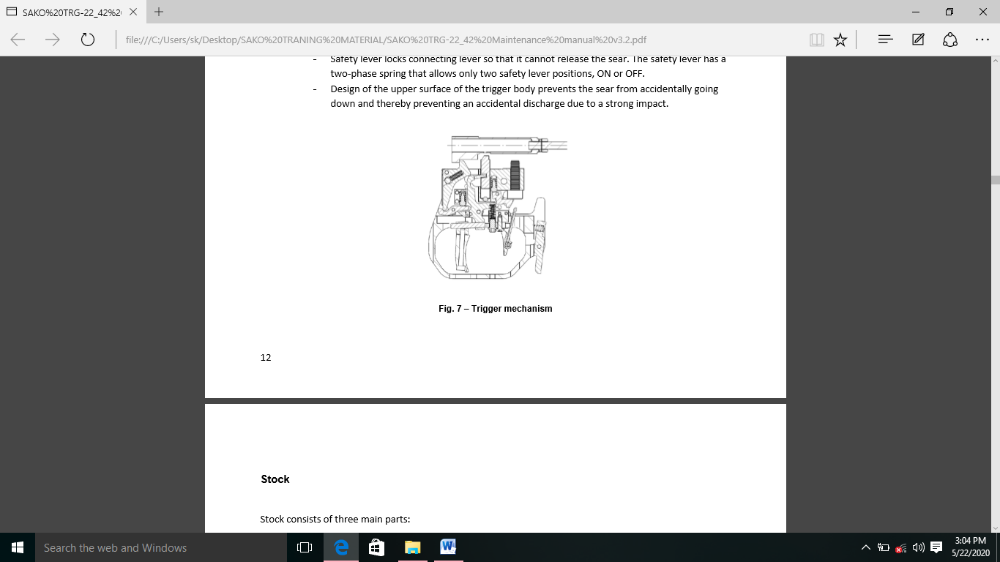 SAKO%20TRG-22_42%2(
file:///C:/Users/sk/Desktop/SAKO%20TRANING%20MATERIAL/SAKO%20TRG-22_42%20Maintenance%20manual%20v3.2.pdf
- Safety lever locks connecting lever so that it cannot release the sear. The safety lever has a
two-phase spring that allows only two safety lever positions, ON or OFF.
- Design of the upper surface of the trigger body prevents the sear from accidentally going
down and thereby preventing an accidental discharge due to a strong impact.
Fig. 7 – Trigger mechanism
12
Stock
Stock consists of three main parts:
Search the web and Windows
3:04 PM
5/22/2020